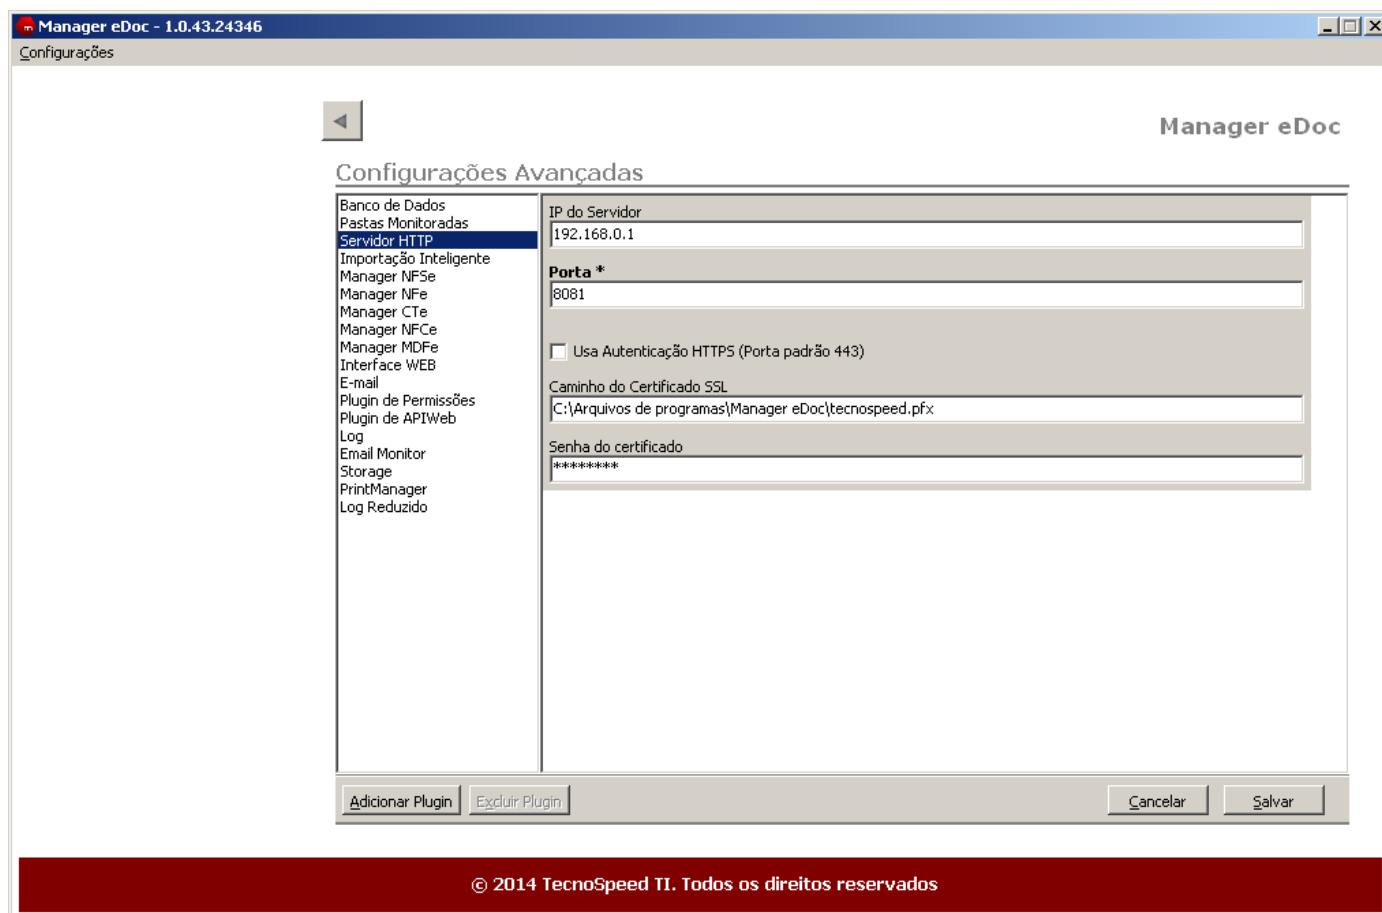 Manager eDoc - 1.0.43.24346
Configurações
Manager eDoc
Configurações Avançadas
Banco de Dados
Pastas Monitoradas
Servidor HTTP
Importação Inteligente
Manager NFSe
Manager NFe
Manager CTe
Manager NFCe
Manager MDFe
Interface WEB
E-mail
Plugin de Permissões
Plugin de APIWeb
Log
Email Monitor
Storage
PrintManager
Log Reduzido
IP do Servidor
192.168.0.1
Porta *
8081
Usa Autenticação HTTPS (Porta padrão 443)
Caminho do Certificado SSL
C:\Arquivos de programas\Manager eDoc\tecnospeed.pfx
Senha do certificado
********
Adicionar Plugin
Excluir Plugin
Cancelar
Salvar
© 2014 TecnoSpeed TI. Todos os direitos reservados